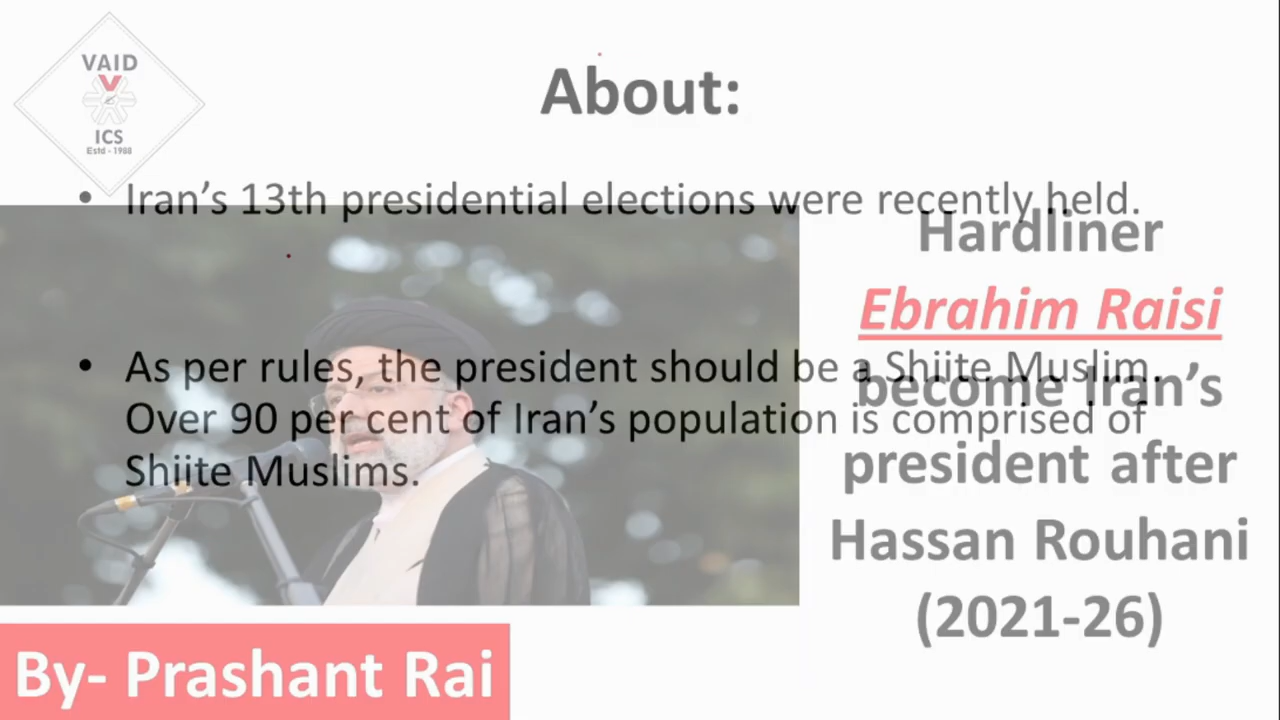 VAID
V
ICS
Estd - 1988
About:
• Iran’s 13th presidential elections were recently held.
• As per rules, the president should be a Shiite Muslim.
Over 90 per cent of Iran’s population is comprised of
Shiite Muslims.
Hardliner
Ebrahim Raisi
become Iran’s
president after
Hassan Rouhani
(2021-26)
By- Prashant Rai